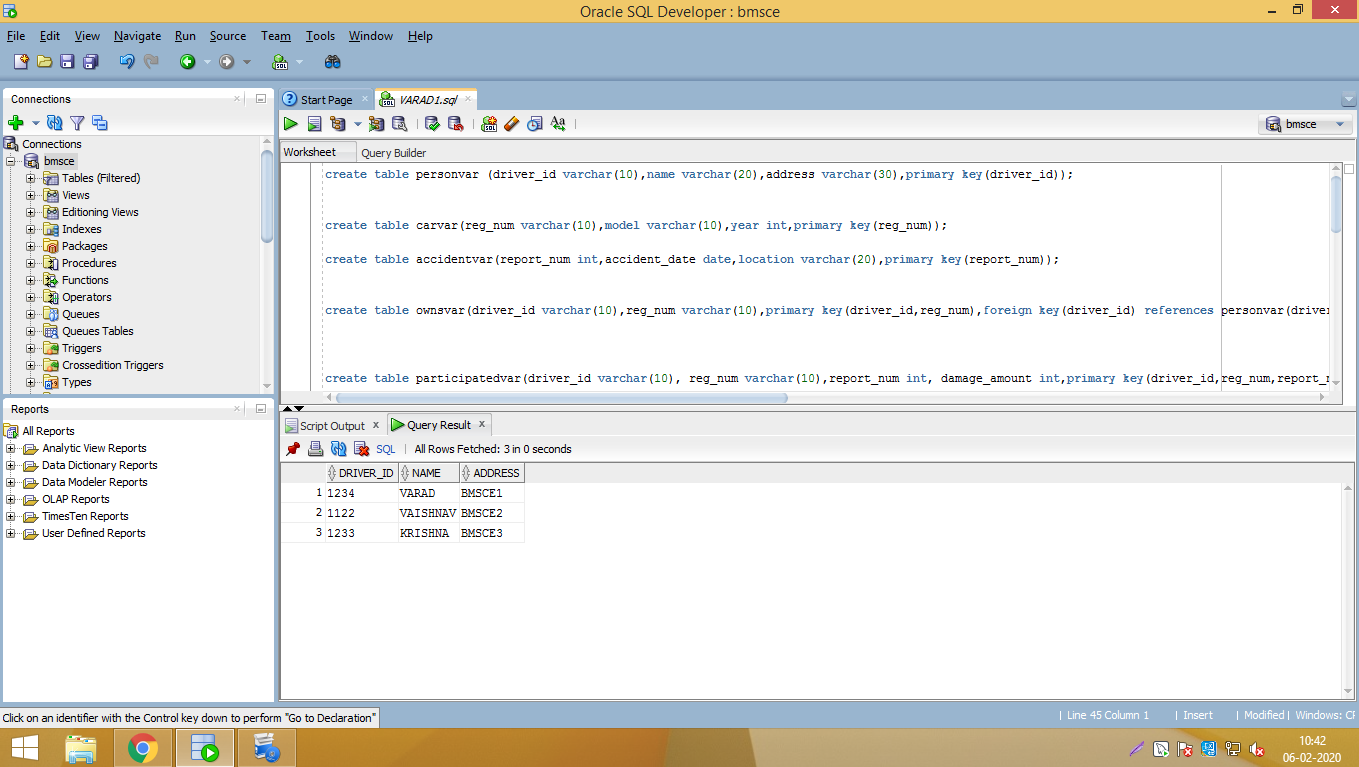 Oracle SQL Developer : bmsce
File Edit View Navigate Run Source Team Tools Window Help
Connections
Connections
bmsce
Tables (Filtered)
Views
Editioning Views
Indexes
Packages
Procedures
Functions
Operators
Queues
Queues Tables
Triggers
Crossedition Triggers
Types
Reports
All Reports
Analytic View Reports
Data Dictionary Reports
Data Modeler Reports
OLAP Reports
TimesTen Reports
User Defined Reports
Start Page VARAD1.sql
bmsce
Worksheet Query Builder
create table personvar (driver_id varchar(10),name varchar(20),address varchar(30),primary key(driver_id));
create table carvar(reg_num varchar(10),model varchar(10),year int,primary key(reg_num));
create table accidentvar(report_num int,accident_date date,location varchar(20),primary key(report_num));
create table ownsvar(driver_id varchar(10),reg_num varchar(10),primary key(driver_id,reg_num),foreign key(driver_id) references personvar(driver
create table participatedvar(driver_id varchar(10), reg_num varchar(10),report_num int, damage_amount int,primary key(driver_id,reg_num,report_
Script Output Query Result
SQL All Rows Fetched: 3 in 0 seconds
DRIVER_ID NAME ADDRESS
1 1234 VARAD BMSCE1
2 1122 VAISHNAV BMSCE2
3 1233 KRISHNA BMSCE3
Click on an identifier with the Control key down to perform "Go to Declaration"
Line 45 Column 1 Insert Modified Windows: CF
10:42
06-02-2020